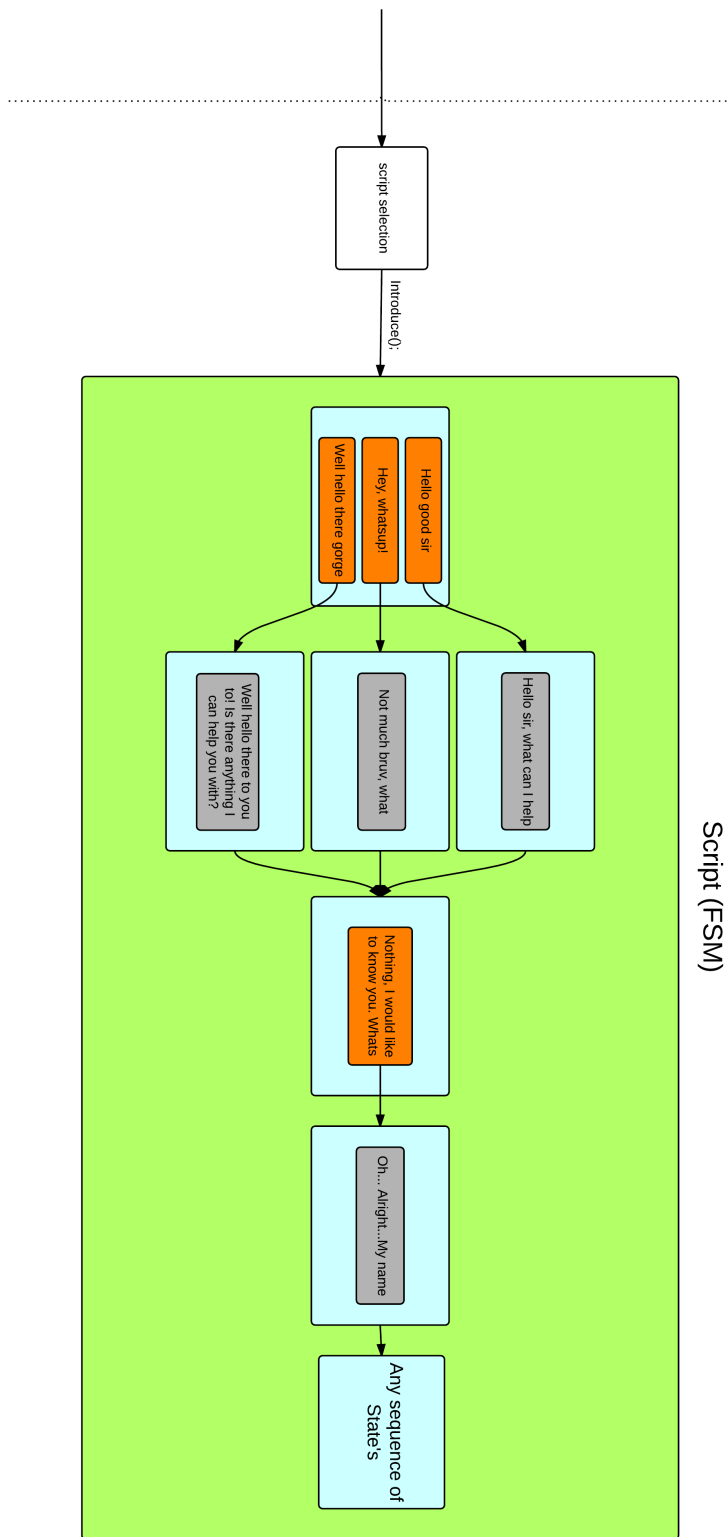 Script (FSM)
script selection
Introduce();
Hello good sir
Hey, whatsup!
Well hello there gorge
Hello sir, what can I help
Not much bruv, what
Well hello there to you
to! Is there anything I
can help you with?
Nothing, I would like
to know you. Whats
Oh... Alright...My name
Any sequence of
State's